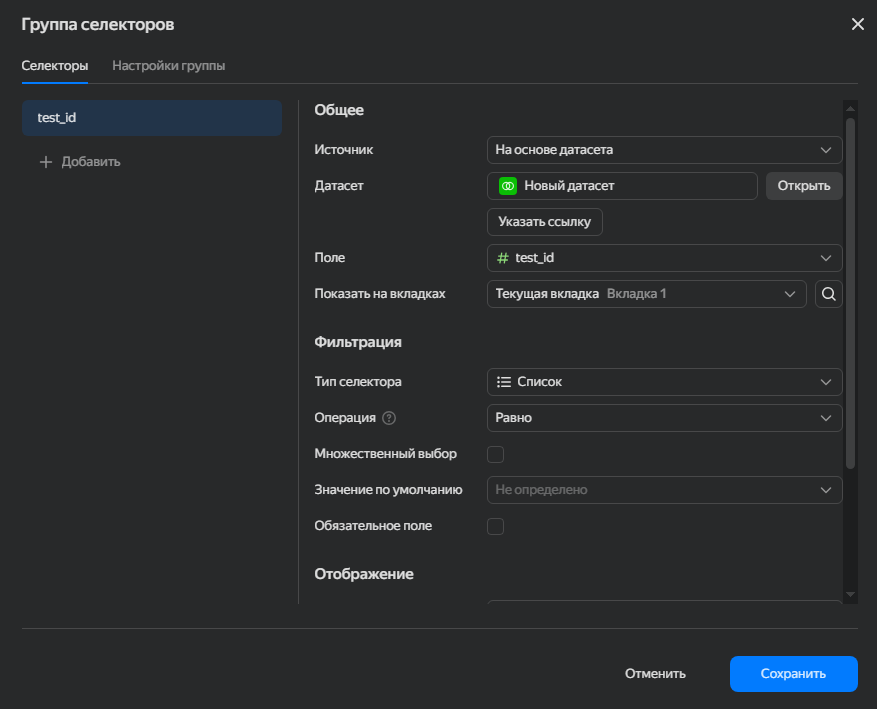 Группа селекторов
Селекторы Настройки группы
test_id
Добавить
Общее
Источник На основе датасета
Датасет Новый датасет Открыть
Указать ссылку
Поле # test_id
Показать на вкладках Текущая вкладка Вкладка 1
Фильтрация
Тип селектора Список
Операция ? Равно
Множественный выбор
Значение по умолчанию Не определено
Обязательное поле
Отображение
Отменить Сохранить